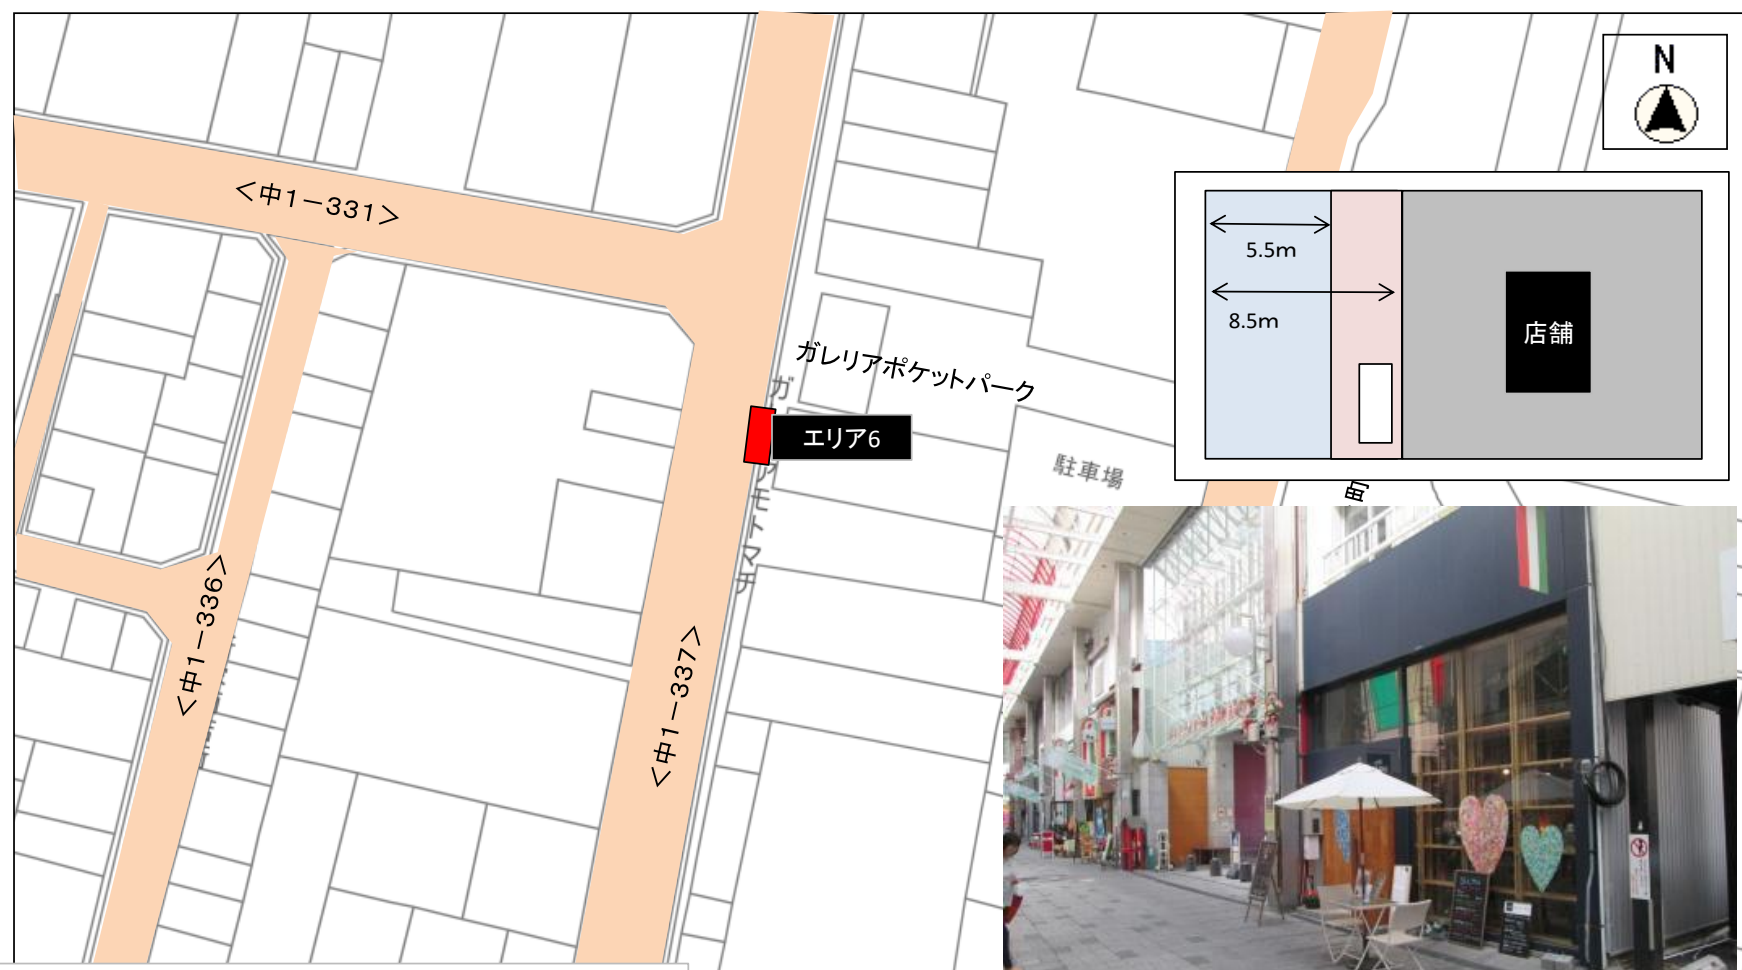 N
<中1－331>
5.5m
8.5m
店舗
ガレリアポケットパーク
エリア6
駐車場
町
<中1－336>
<中1－337>